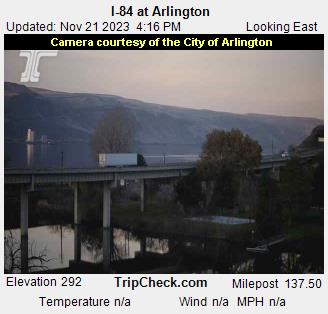 I-84 at Arlington
Updated: Nov 21 2023 4:16 PM Looking East
Camera courtesy of the City of Arlington
Elevation 292 TripCheck.com Milepost 137.50
Temperature n/a Wind n/a MPH n/a